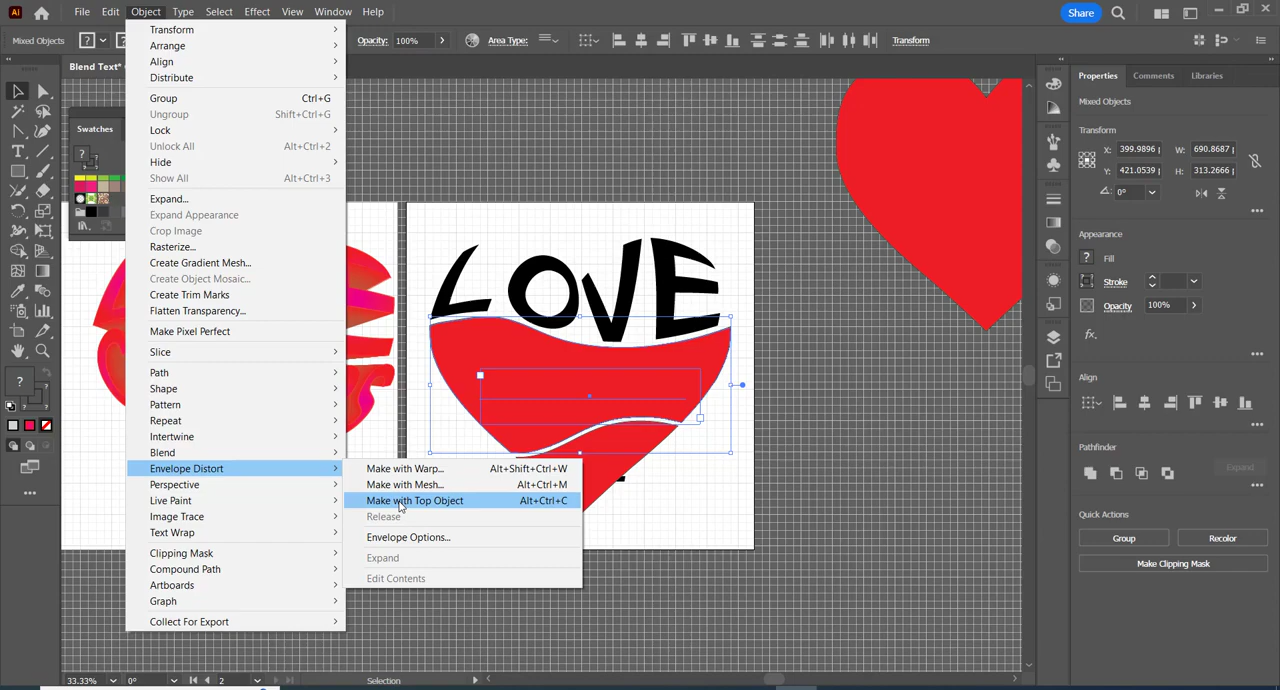 Ai File Edit Object Type Select Effect View Window Help Share
Mixed Objects ? Opacity: 100% Area Type: Transform
Blend Text*
Transform
Arrange
Align
Distribute
Group Ctrl+G
Ungroup Shift+Ctrl+G
Lock
Unlock All Alt+Ctrl+2
Hide
Show All Alt+Ctrl+3
Expand...
Expand Appearance
Crop Image
Rasterize...
Create Gradient Mesh...
Create Object Mosaic...
Create Trim Marks
Flatten Transparency...
Make Pixel Perfect
Slice
Path
Shape
Pattern
Repeat
Intertwine
Blend
Envelope Distort
Perspective
Live Paint
Image Trace
Text Wrap
Clipping Mask
Compound Path
Artboards
Graph
Collect For Export
Make with Warp... Alt+Shift+Ctrl+W
Make with Mesh... Alt+Ctrl+M
Make with Top Object Alt+Ctrl+C
Release
Envelope Options...
Expand
Edit Contents
Swatches
?
?
LOVE
Properties Comments Libraries
Mixed Objects
Transform
X: 399.9896 p W: 690.8687 p
Y: 421.0539 p H: 313.2666 p
0°
Appearance
? Fill
Stroke
Opacity 100%
fx.
Align
Pathfinder
Expand
Quick Actions
Group Recolor
Make Clipping Mask
33.33% 0° 2 Selection